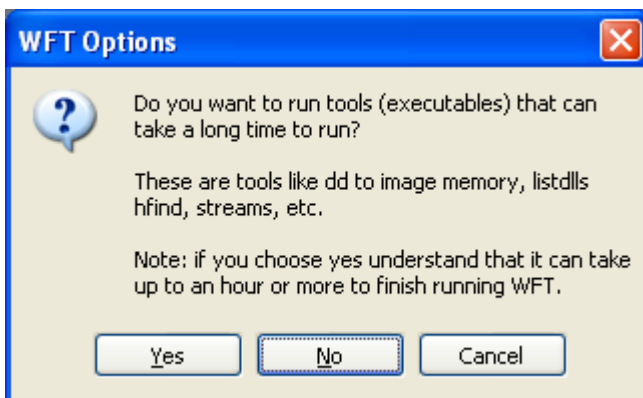 WFT Options
Do you want to run tools (executables) that can
take a long time to run?
These are tools like dd to image memory, listdlls
hfind, streams, etc.
Note: if you choose yes understand that it can take
up to an hour or more to finish running WFT.
Yes No Cancel